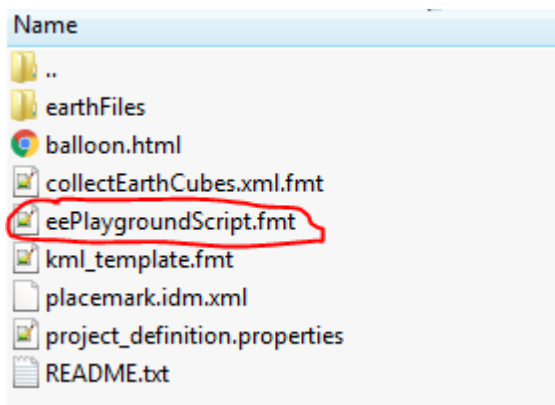 Name
..
earthFiles
balloon.html
collectEarthCubes.xml.fmt
eePlaygroundScript.fmt
kml_template.fmt
placemark.idm.xml
project_definition.properties
README.txt